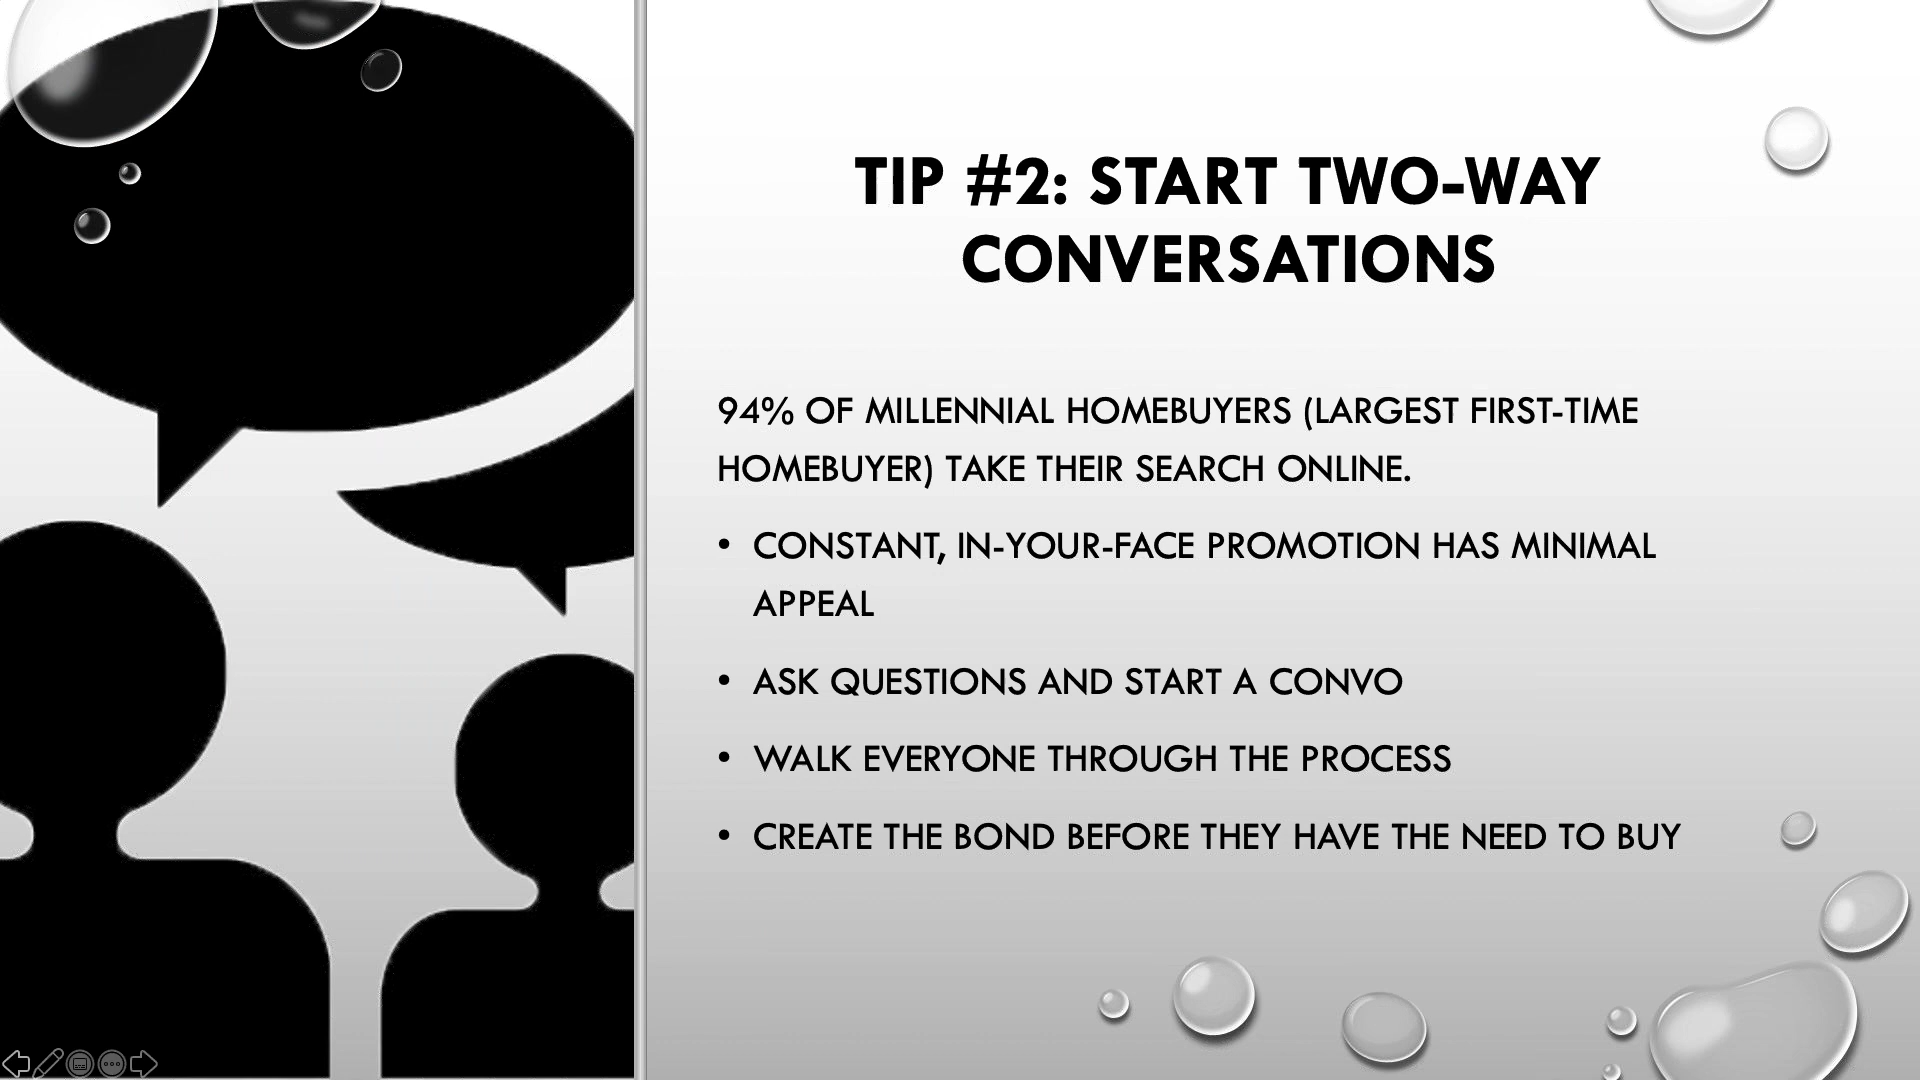 TIP #2: START TWO-WAY
CONVERSATIONS
94% OF MILLENNIAL HOMEBUYERS (LARGEST FIRST-TIME
HOMEBUYER) TAKE THEIR SEARCH ONLINE.
• CONSTANT, IN-YOUR-FACE PROMOTION HAS MINIMAL
APPEAL
• ASK QUESTIONS AND START A CONVO
• WALK EVERYONE THROUGH THE PROCESS
• CREATE THE BOND BEFORE THEY HAVE THE NEED TO BUY